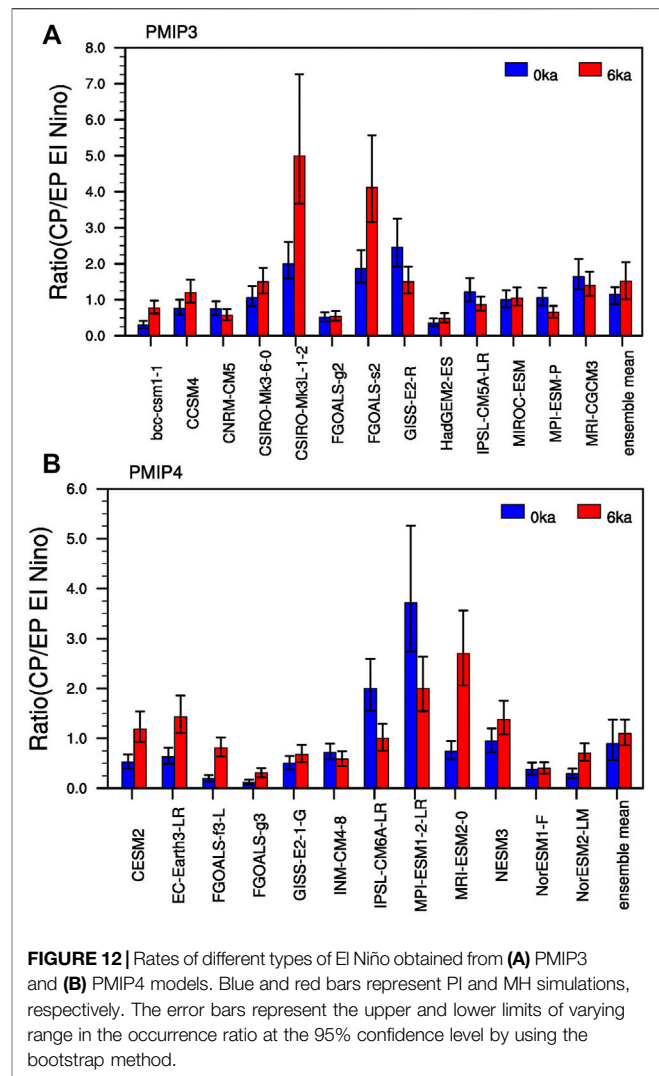 A PMIP3
8.0
7.0
6.0
5.0
4.0
3.0
2.0
1.0
0.0
Ratio(CP/EP El Nino)
0ka 6ka
bcc-csm1-1
CCSM4
CNRM-CM5
CSIRO-Mk3-6-0
CSIRO-Mk3L-1-2
FGOALS-g2
FGOALS-s2
GISS-E2-R
HadGEM2-ES
IPSL-CM5A-LR
MIROC-ESM
MPI-ESM-P
MRI-CGCM3
ensemble mean
B PMIP4
6.0
5.0
4.0
3.0
2.0
1.0
0.0
Ratio(CP/EP El Nino)
0ka 6ka
CESM2
EC-Earth3-LR
FGOALS-f3-L
FGOALS-g3
GISS-E2-1-G
INM-CM4-8
IPSL-CM6A-LR
MPI-ESM1-2-LR
MRI-ESM2-0
NESM3
NorESM1-F
NorESM2-LM
ensemble mean
FIGURE 12 | Rates of different types of El Niño obtained from (A) PMIP3
and (B) PMIP4 models. Blue and red bars represent PI and MH simulations,
respectively. The error bars represent the upper and lower limits of varying
range in the occurrence ratio at the 95% confidence level by using the
bootstrap method.